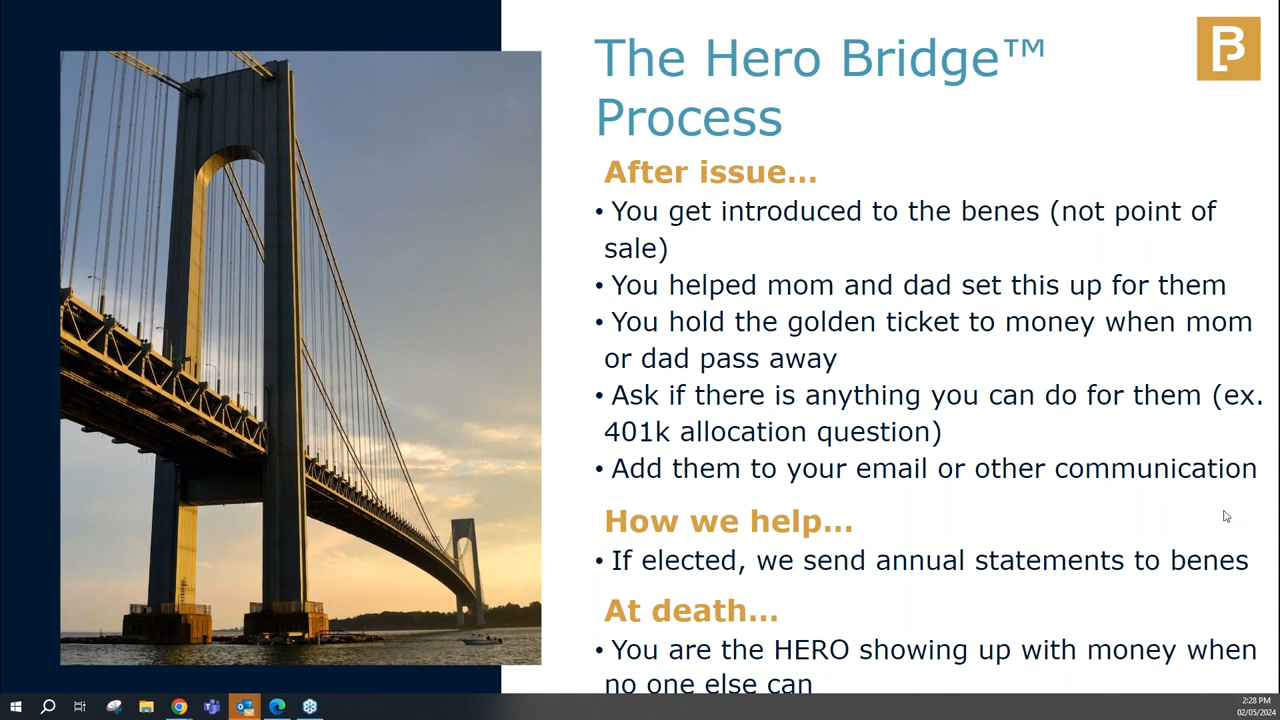 The Hero Bridge™
Process
After issue...
• You get introduced to the benes (not point of
sale)
• You helped mom and dad set this up for them
• You hold the golden ticket to money when mom
or dad pass away
• Ask if there is anything you can do for them (ex.
401k allocation question)
• Add them to your email or other communication
How we help...
• If elected, we send annual statements to benes
At death...
• You are the HERO showing up with money when
no one else can
2:28 PM
02/05/2024